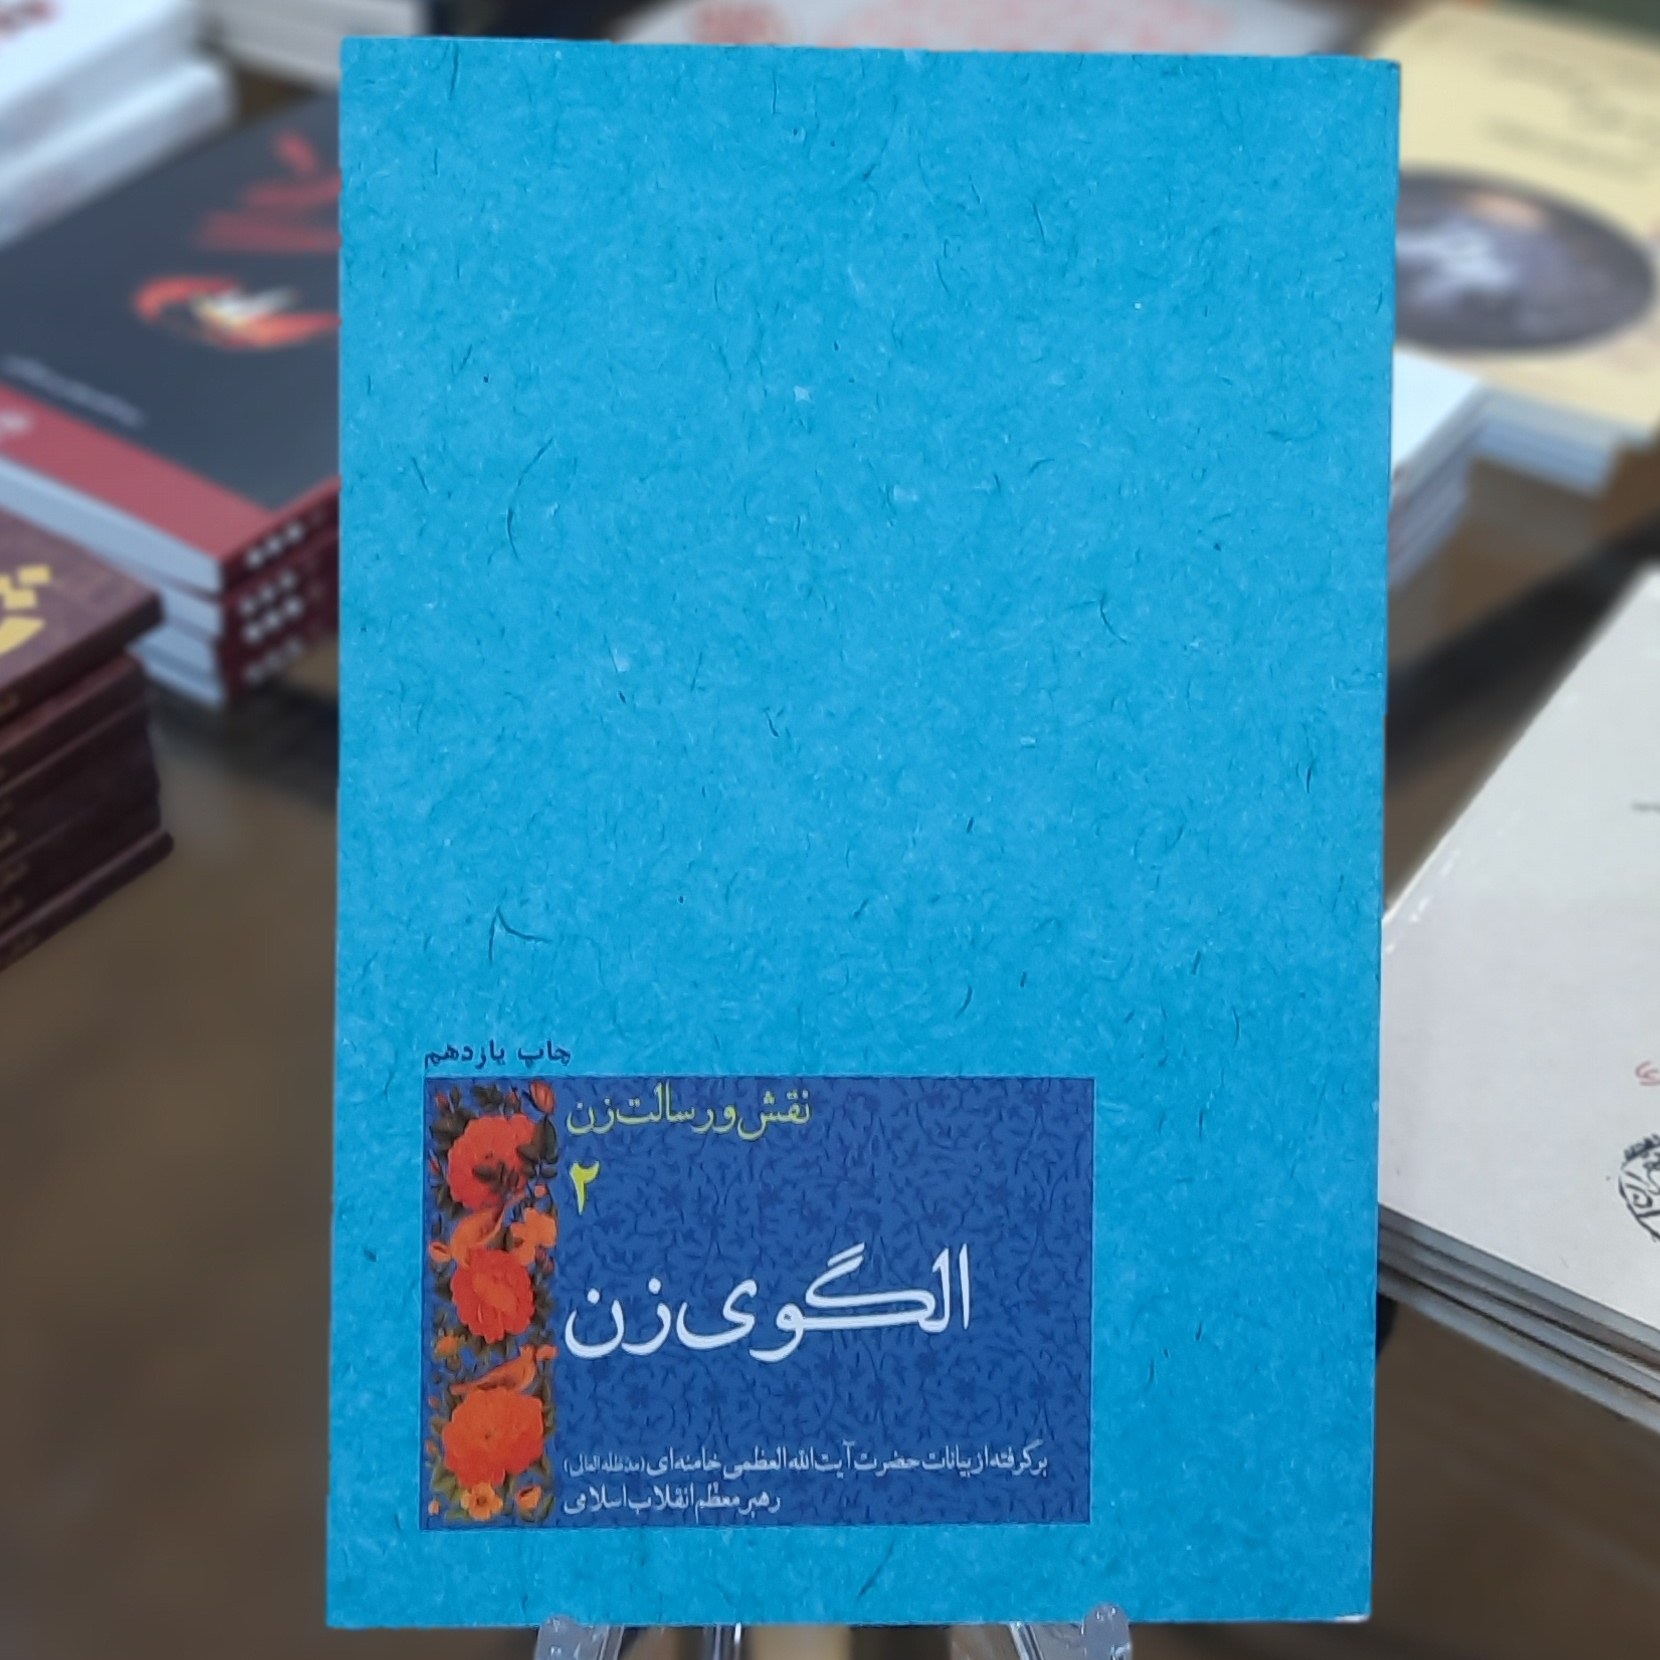 چاپ یازدهم
نقش و رسالت زن
۲
الگوی زن
برگرفته از بیانات حضرت آیت‌الله العظمی خامنه‌ای (مدظله العالی)
رهبر معظّم انقلاب اسلامی